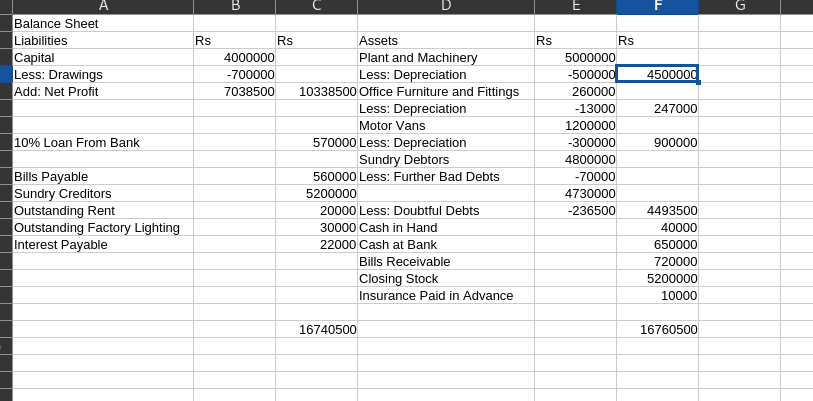 A B C D E F G
Balance Sheet
Liabilities Rs Rs Assets Rs Rs
Capital 4000000 Plant and Machinery 5000000
Less: Drawings -700000 Less: Depreciation -500000 4500000
Add: Net Profit 7038500 10338500 Office Furniture and Fittings 260000
Less: Depreciation -13000 247000
Motor Vans 1200000
10% Loan From Bank 570000 Less: Depreciation -300000 900000
Sundry Debtors 4800000
Bills Payable 560000 Less: Further Bad Debts -70000
Sundry Creditors 5200000 4730000
Outstanding Rent 20000 Less: Doubtful Debts -236500 4493500
Outstanding Factory Lighting 30000 Cash in Hand 40000
Interest Payable 22000 Cash at Bank 650000
Bills Receivable 720000
Closing Stock 5200000
Insurance Paid in Advance 10000
16740500 16760500